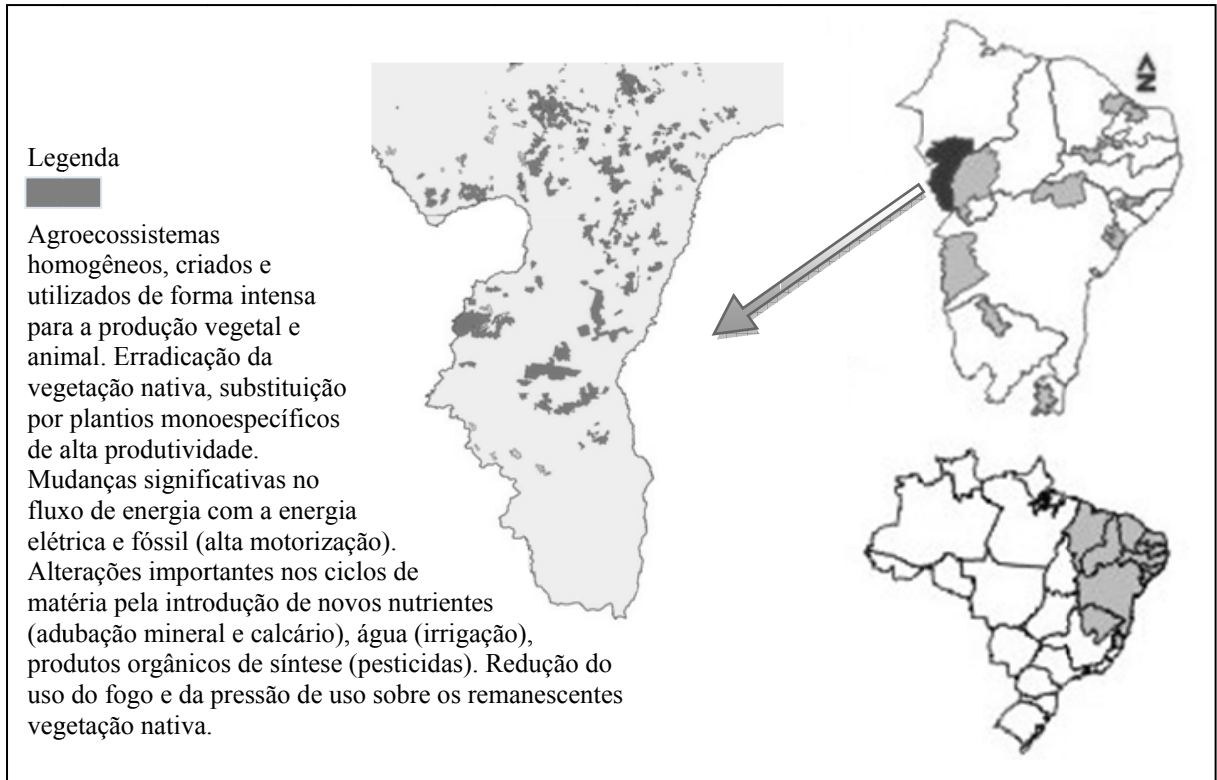 Legenda
Agroecossistemas
homogêneos, criados e
utilizados de forma intensa
para a produção vegetal e
animal. Erradicação da
vegetação nativa, substituição
por plantios monoespecíficos
de alta produtividade.
Mudanças significativas no
fluxo de energia com a energia
elétrica e fóssil (alta motorização).
Alterações importantes nos ciclos de
matéria pela introdução de novos nutrientes
(adubação mineral e calcário), água (irrigação),
produtos orgânicos de síntese (pesticidas). Redução do
uso do fogo e da pressão de uso sobre os remanescentes
vegetação nativa.
N